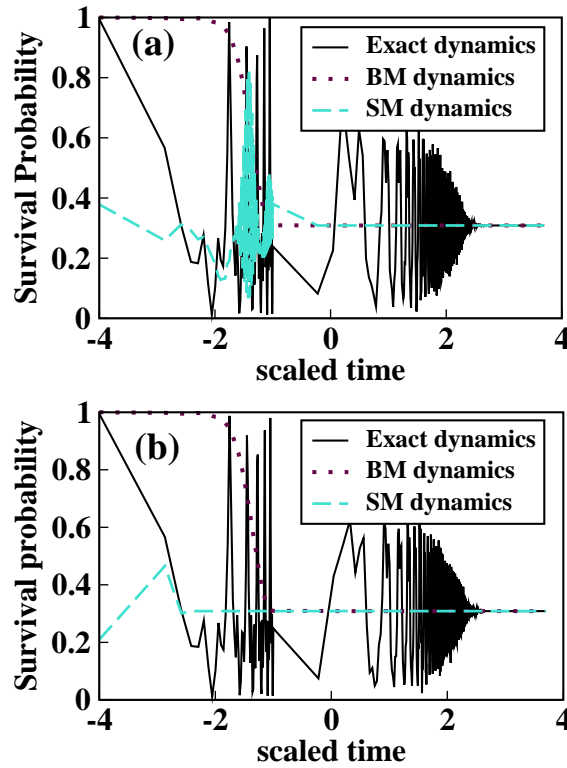 (a)
Exact dynamics
BM dynamics
SM dynamics
Survival Probability
1
0.8
0.6
0.4
0.2
0
-4
-2
0
2
4
scaled time
(b)
Exact dynamics
BM dynamics
SM dynamics
Survival probability
1
0.8
0.6
0.4
0.2
0
-4
-2
0
2
4
scaled time